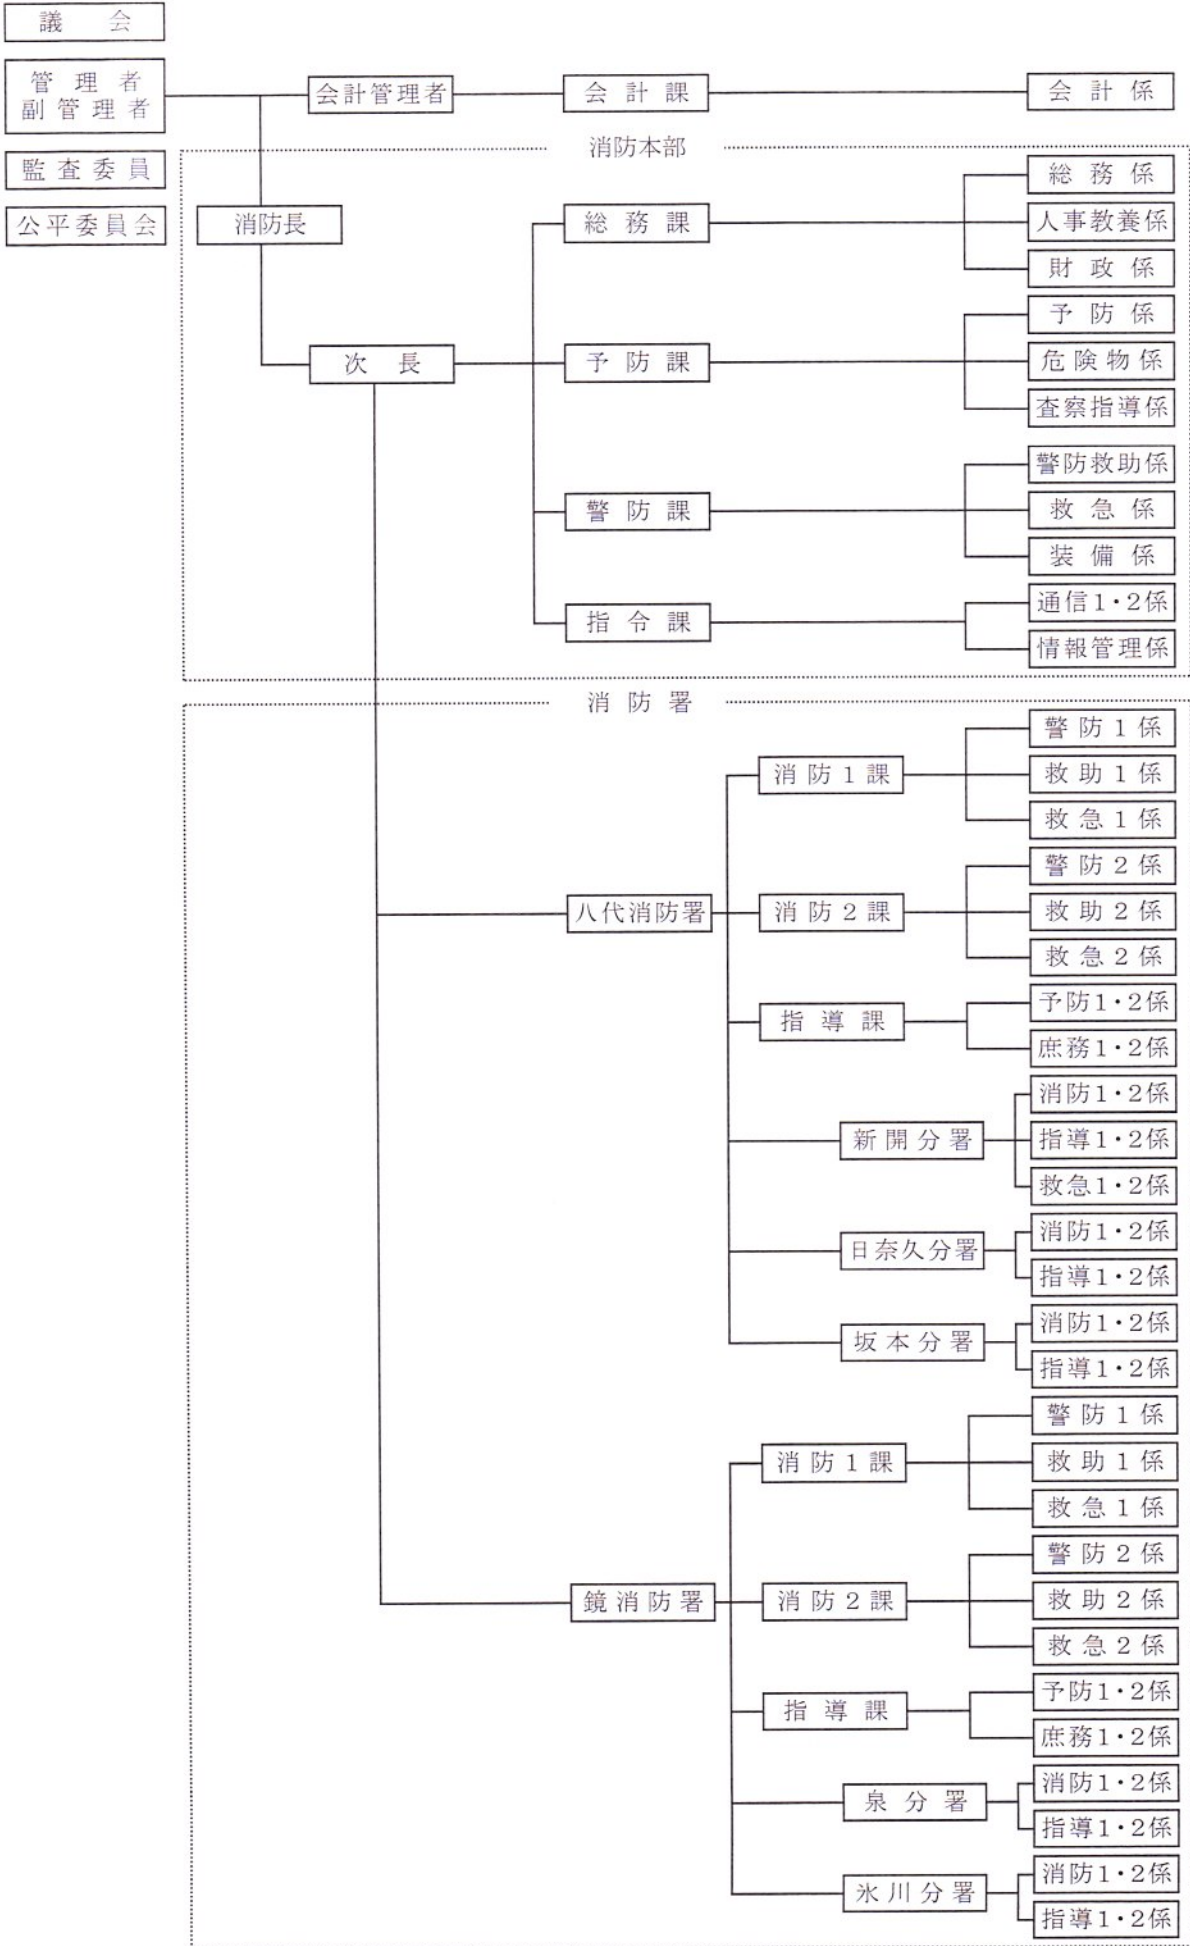 議会
管理者
副管理者
会計管理者
会計課
会計係
監査委員
公平委員会
消防本部
消防長
次長
総務課
総務係
人事教養係
財政係
予防課
予防係
危険物係
査察指導係
警防課
警防救助係
救急係
装備係
指令課
通信1・2係
情報管理係
消防署
八代消防署
消防1課
警防1係
救助1係
救急1係
消防2課
警防2係
救助2係
救急2係
指導課
予防1・2係
庶務1・2係
新開分署
消防1・2係
指導1・2係
救急1・2係
日奈久分署
消防1・2係
指導1・2係
坂本分署
消防1・2係
指導1・2係
鏡消防署
消防1課
警防1係
救助1係
救急1係
消防2課
警防2係
救助2係
救急2係
指導課
予防1・2係
庶務1・2係
泉分署
消防1・2係
指導1・2係
氷川分署
消防1・2係
指導1・2係